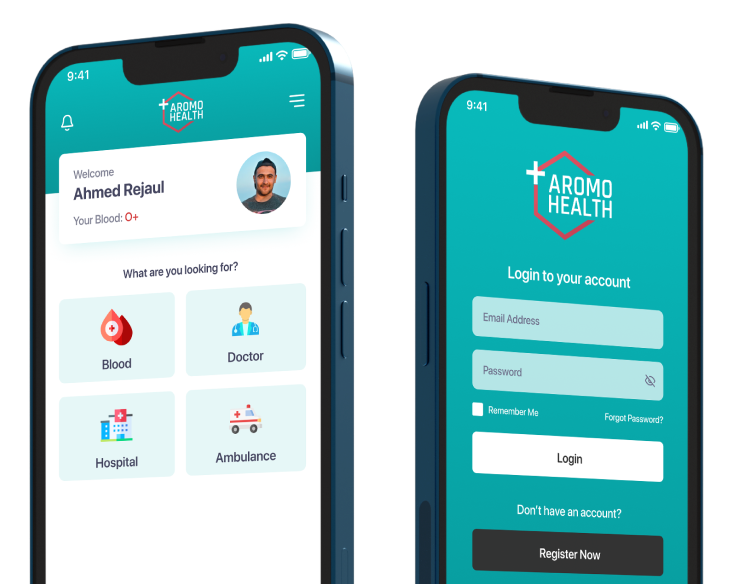 9:41
AROMO
HEALTH
Welcome
Ahmed Rejaul
Your Blood: O+
What are you looking for?
Blood
Doctor
Hospital
Ambulance
9:41
AROMO
HEALTH
Login to your account
Email Address
Password
Remember Me
Forgot Password?
Login
Don't have an account?
Register Now